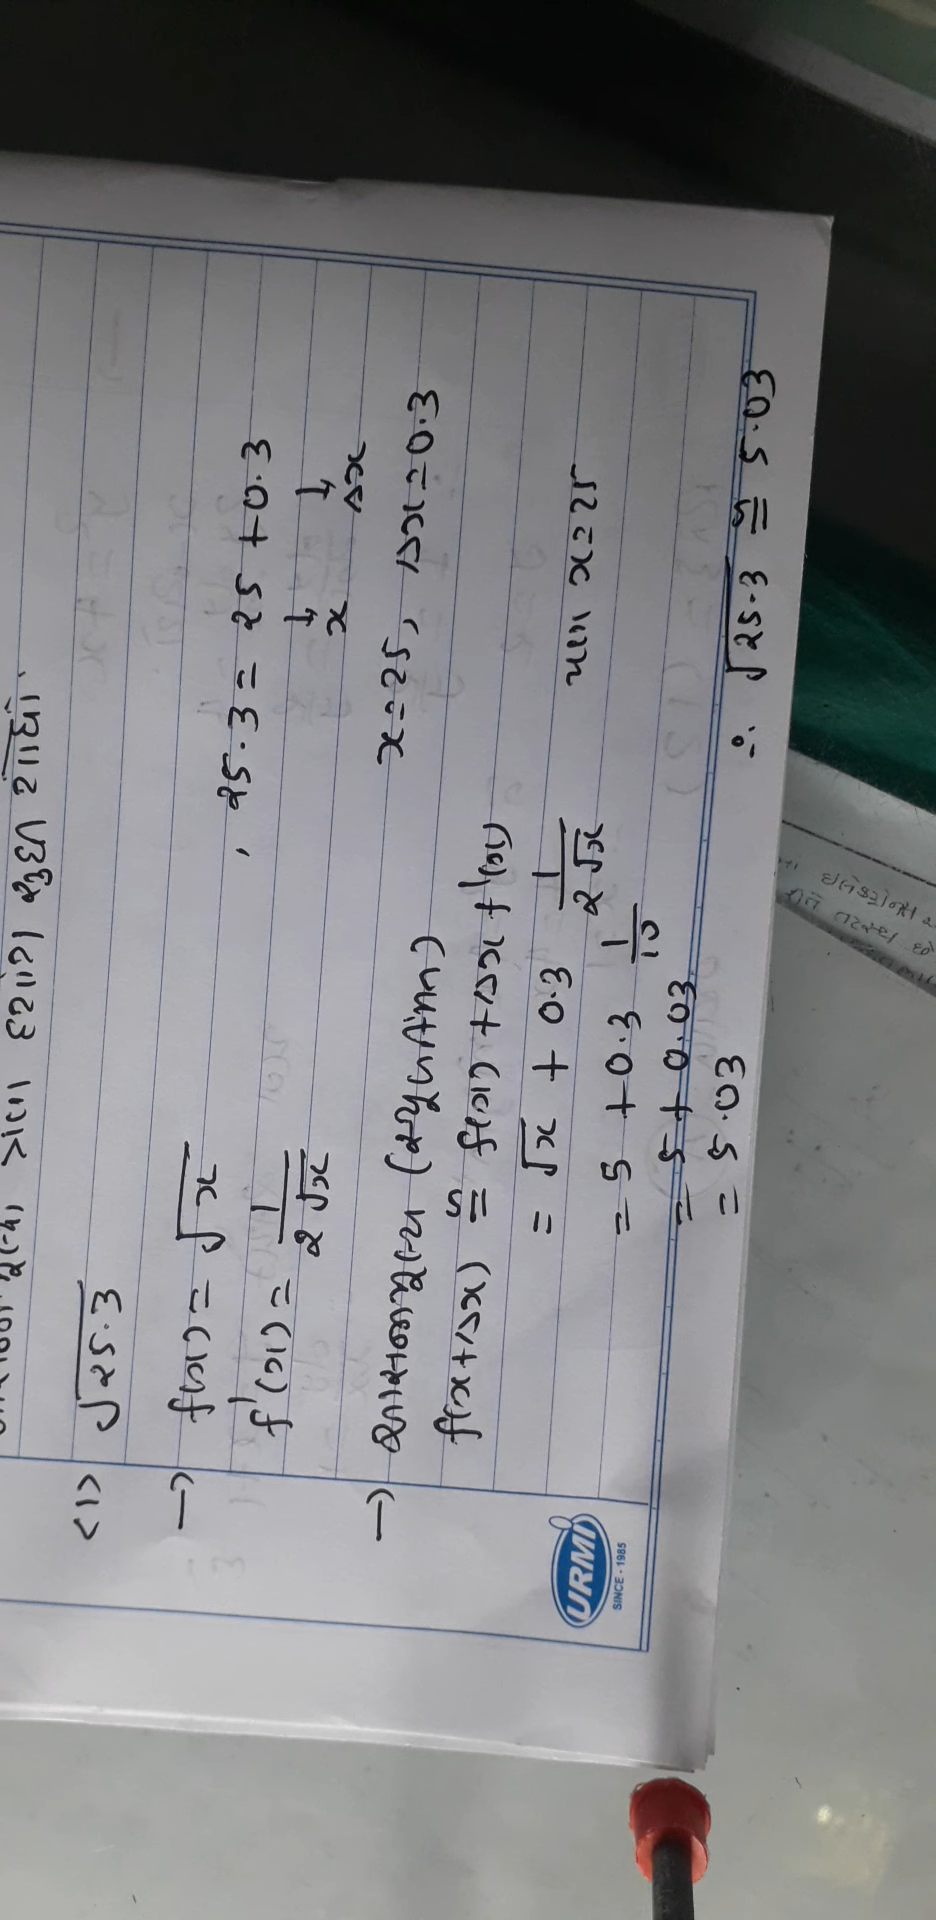 દ્વારા શુદ્ધ શોધો.
<1> √25.3
→) f(x) = √x , 25.3 = 25 + 0.3
f'(x) = 1/2√x ↓ x ↓ Δx
→) x=25, Δx=0.3
f(x+Δx) ≅ f(x) + Δx f'(x)
= √x + 0.3 1/2√x x=25
= 5 + 0.3 1/10
= 5 + 0.03
= 5.03
∴ √25.3 ≅ 5.03
URMI
SINCE - 1985